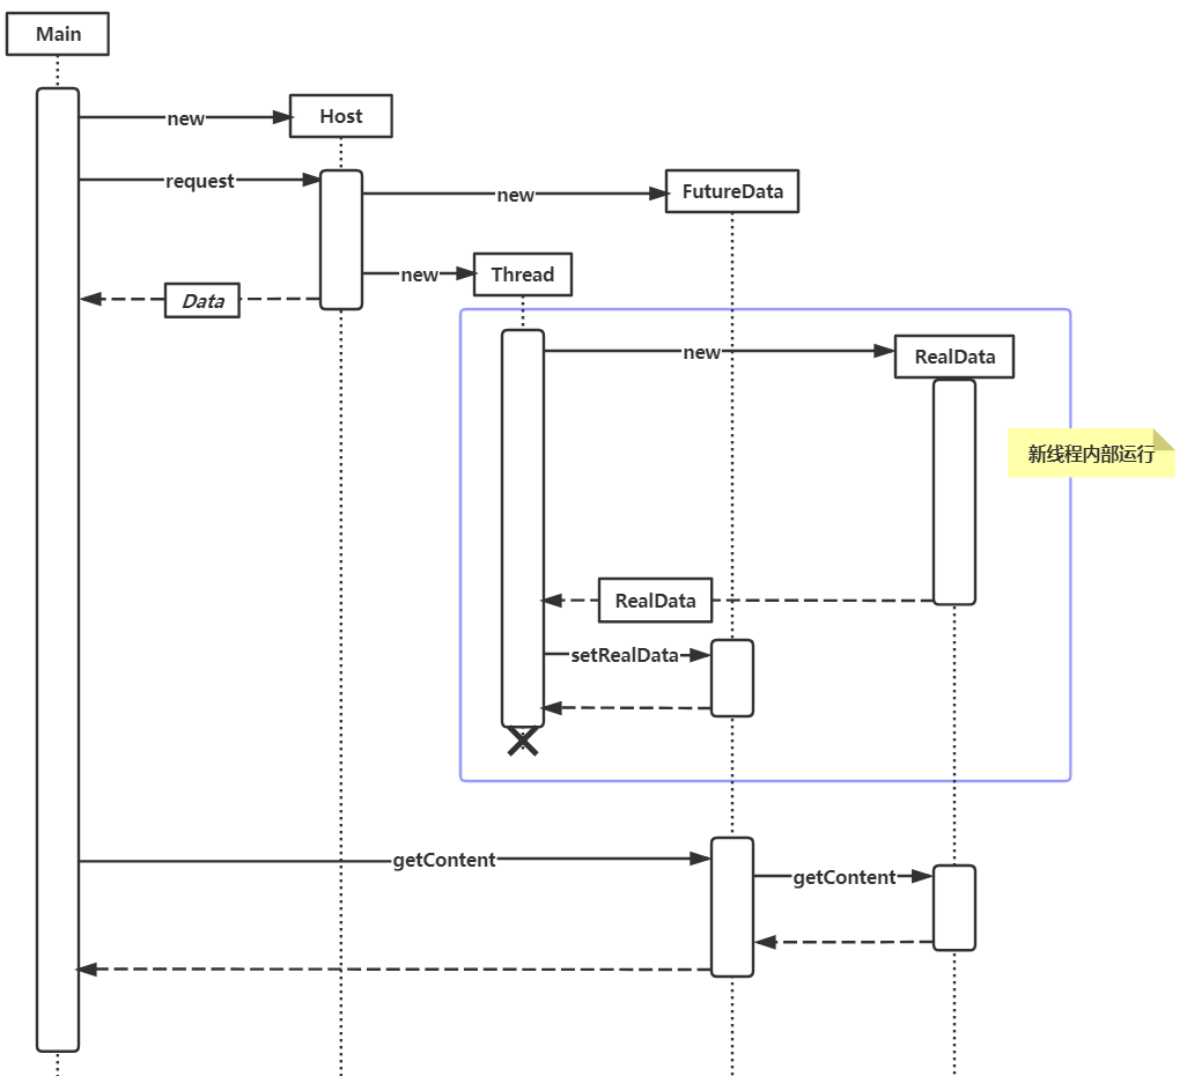 Main
new
Host
request
new
FutureData
new
Thread
Data
new
RealData
新线程内部运行
RealData
setRealData
getContent
getContent